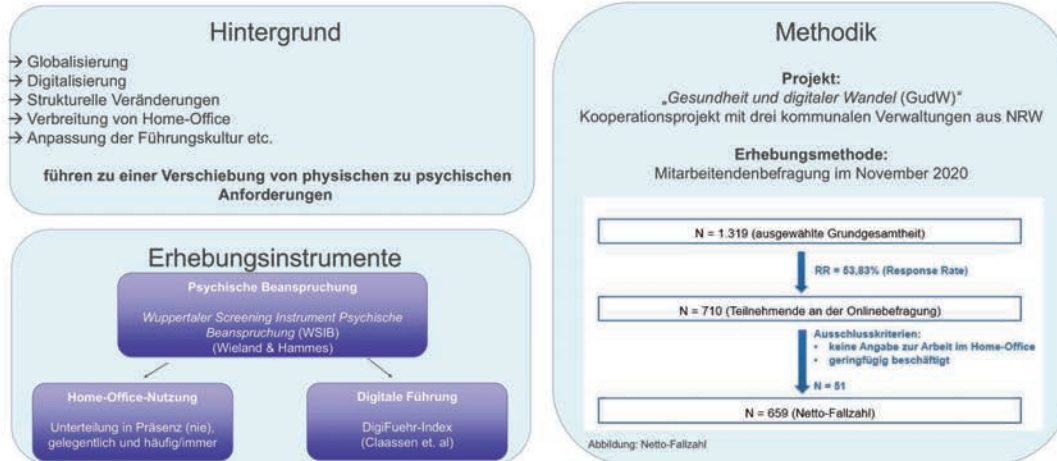 Hintergrund
→ Globalisierung
→ Digitalisierung
→ Strukturelle Veränderungen
→ Verbreitung von Home-Office
→ Anpassung der Führungskultur etc.
führen zu einer Verschiebung von physischen zu psychischen
Anforderungen
Erhebungsinstrumente
Psychische Beanspruchung
Wuppertaler Screening Instrument Psychische
Beanspruchung (WSIB)
(Wieland & Hammes)
Home-Office-Nutzung
Unterteilung in Präsenz (nie),
gelegentlich und häufig/immer
Digitale Führung
DigiFuehr-Index
(Claassen et. al)
Methodik
Projekt:
„Gesundheit und digitaler Wandel (GudW)“
Kooperationsprojekt mit drei kommunalen Verwaltungen aus NRW
Erhebungsmethode:
Mitarbeitendenbefragung im November 2020
N = 1.319 (ausgewählte Grundgesamtheit)
RR = 53,83% (Response Rate)
N = 710 (Teilnehmende an der Onlinebefragung)
Ausschlusskriterien:
• keine Angabe zur Arbeit im Home-Office
• geringfügig beschäftigt
N = 51
N = 659 (Netto-Fallzahl)
Abbildung: Netto-Fallzahl